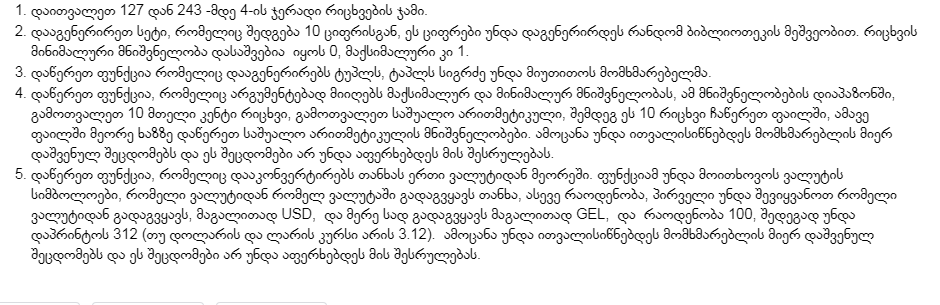 1. დაითვალეთ 127 დან 243 -მდე 4-ის ჯერადი რიცხვების ჯამი.
2. დააგენერირეთ სეტი, რომელიც შედგება 10 ციფრისგან, ეს ციფრები უნდა დაგენერირდეს რანდომ ბიბლიოთეკის მეშვეობით. რიცხვის
მინიმალური მნიშვნელობა დასაშვებია იყოს 0, მაქსიმალური კი 1.
3. დაწერეთ ფუნქცია რომელიც დააგენერირებს ტუპლს, ტაპლს სიგრძე უნდა მიუთითოს მომხმარებელმა.
4. დაწერეთ ფუნქცია, რომელიც არგუმენტებად მიიღებს მაქსიმალურ და მინიმალურ მნიშვნელობას, ამ მნიშვნელობების დიაპაზონში,
გამოთვალეთ 10 მთელი კენტი რიცხვი, გამოთვალეთ საშუალო არითმეტიკული, შემდეგ ეს 10 რიცხვი ჩაწერეთ ფაილში, ამავე
ფაილში მეორე ხაზზე დაწერეთ საშუალო არითმეტიკულის მნიშვნელობები. ამოცანა უნდა ითვალისიწნებდეს მომხმარებლის მიერ
დაშვენულ შეცდომებს და ეს შეცდომები არ უნდა აფერხებდეს მის შესრულებას.
5. დაწერეთ ფუნქცია, რომელიც დააკონვერტირებს თანხას ერთი ვალუტიდან მეორეში. ფუნქციამ უნდა მოითხოვოს ვალუტის
სიმბოლოები, რომელი ვალუტიდან რომელ ვალუტაში გადაგვყავს თანხა, ასევე რაოდენობა, პირველი უნდა შევიყვანოთ რომელი
ვალუტიდან გადაგვყავს, მაგალითად USD, და მერე სად გადაგვყავს მაგალითად GEL, და რაოდენობა 100, შედეგად უნდა
დაპრინტოს 312 (თუ დოლარის და ლარის კურსი არის 3.12). ამოცანა უნდა ითვალისიწნებდეს მომხმარებლის მიერ დაშვენულ
შეცდომებს და ეს შეცდომები არ უნდა აფერხებდეს მის შესრულებას.